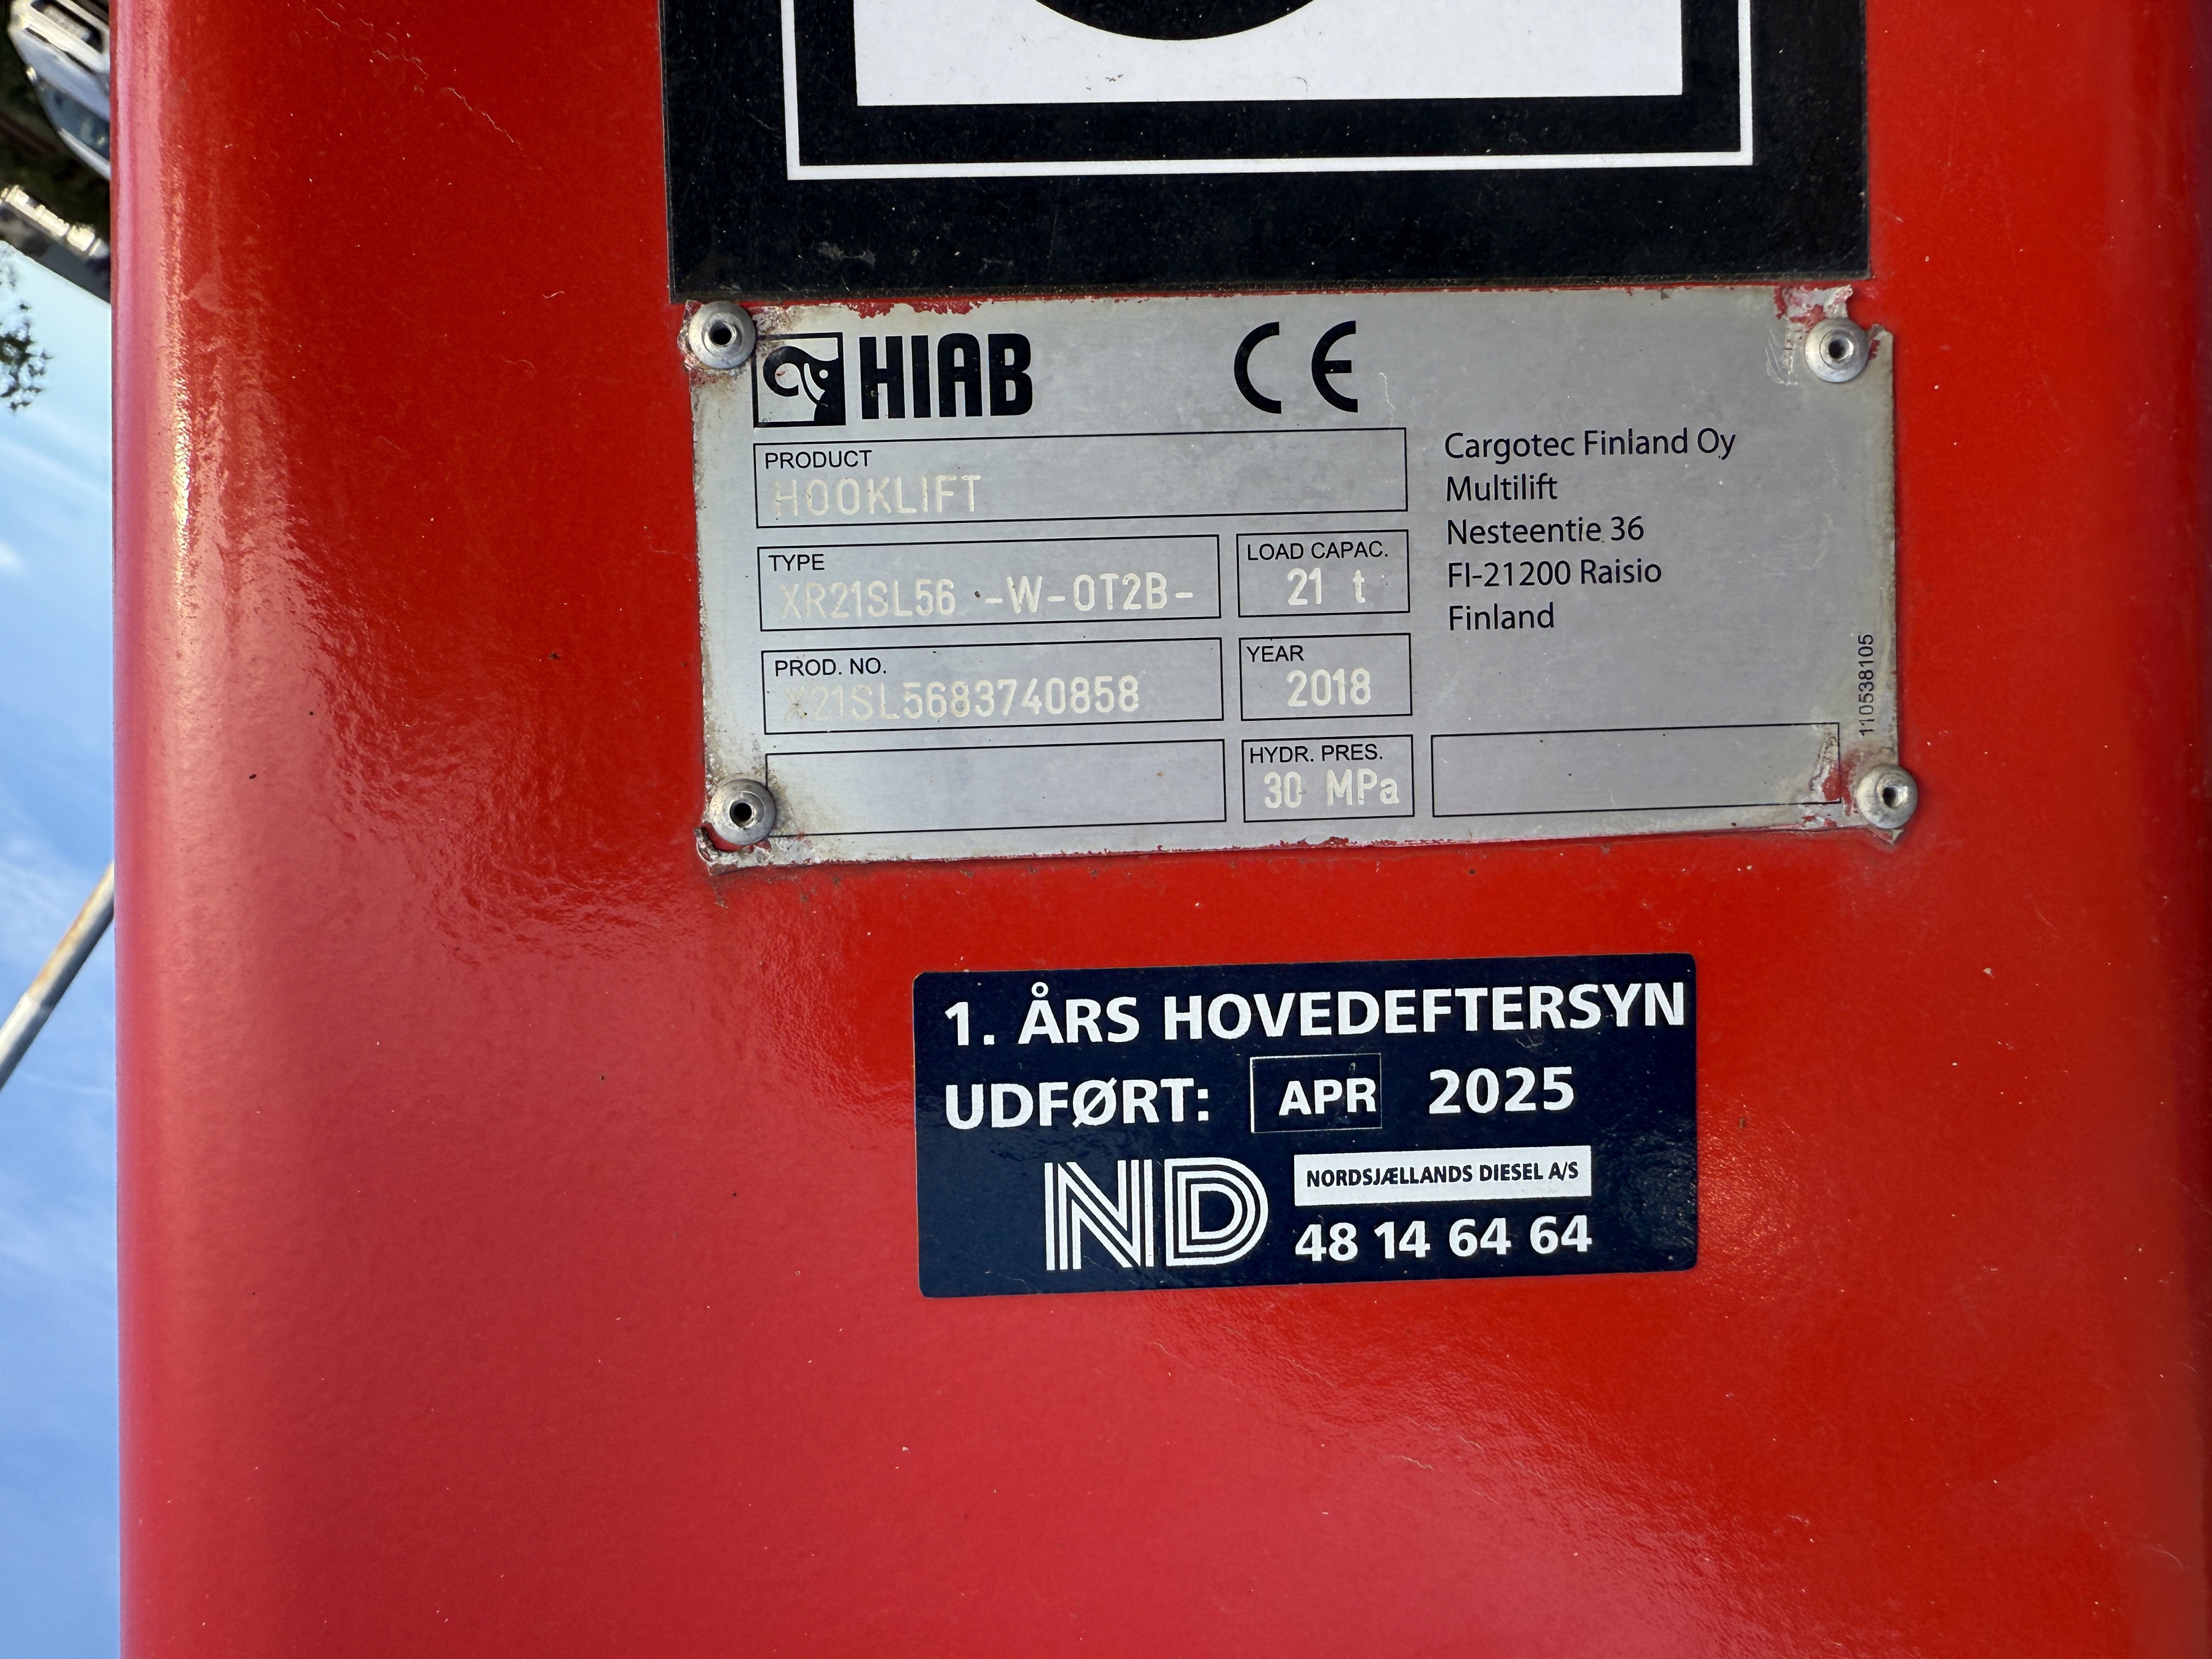 HIAB CE
PRODUCT
HOOKLIFT
TYPE
XR21SL56 -W-OT2B-
LOAD CAPAC.
21 t
PROD. NO.
X21SL5683740858
YEAR
2018
HYDR. PRES.
30 MPa
Cargotec Finland Oy
Multilift
Nesteentie 36
FI-21200 Raisio
Finland
110538105
1. ÅRS HOVEDEFTERSYN
UDFØRT: APR 2025
ND
NORDSJÆLLANDS DIESEL A/S
48 14 64 64